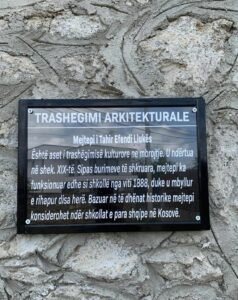 TRASHËGIMI ARKITEKTURALE
Mejtepi i Tahir Efendi Llukës
Është aset i trashëgimisë kulturore në mbrojtje. U ndërtua
në shek. XIX-të. Sipas burimeve të shkruara, mejtepi ka
funksionuar edhe si shkollë nga viti 1888, duke u mbyllur
e rihapur disa herë. Bazuar në të dhënat historike mejtepi
konsiderohet ndër shkollat e para shqipe në Kosovë.